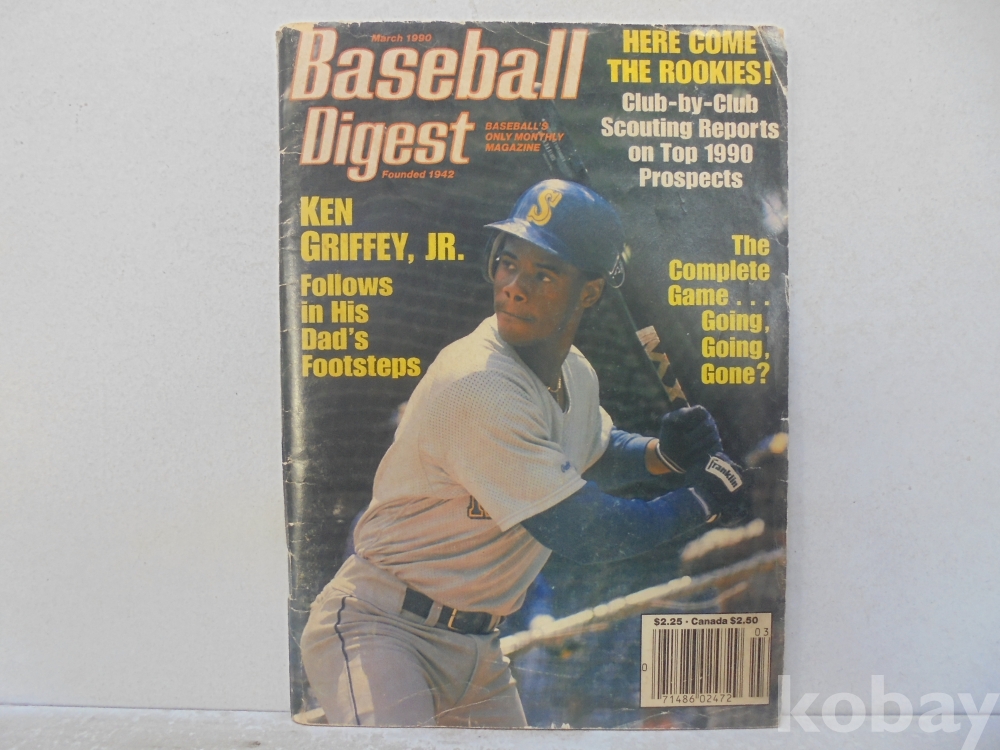 March 1990
Baseball
Digest
BASEBALL'S
ONLY MONTHLY
MAGAZINE
Founded 1942
HERE COME
THE ROOKIES!
Club-by-Club
Scouting Reports
on Top 1990
Prospects
KEN
GRIFFEY, JR.
Follows
in His
Dad's
Footsteps
The
Complete
Game . . .
Going,
Going,
Gone?
S
Franklin
$2.25 · Canada $2.50
03
0
71486 02472
kobay